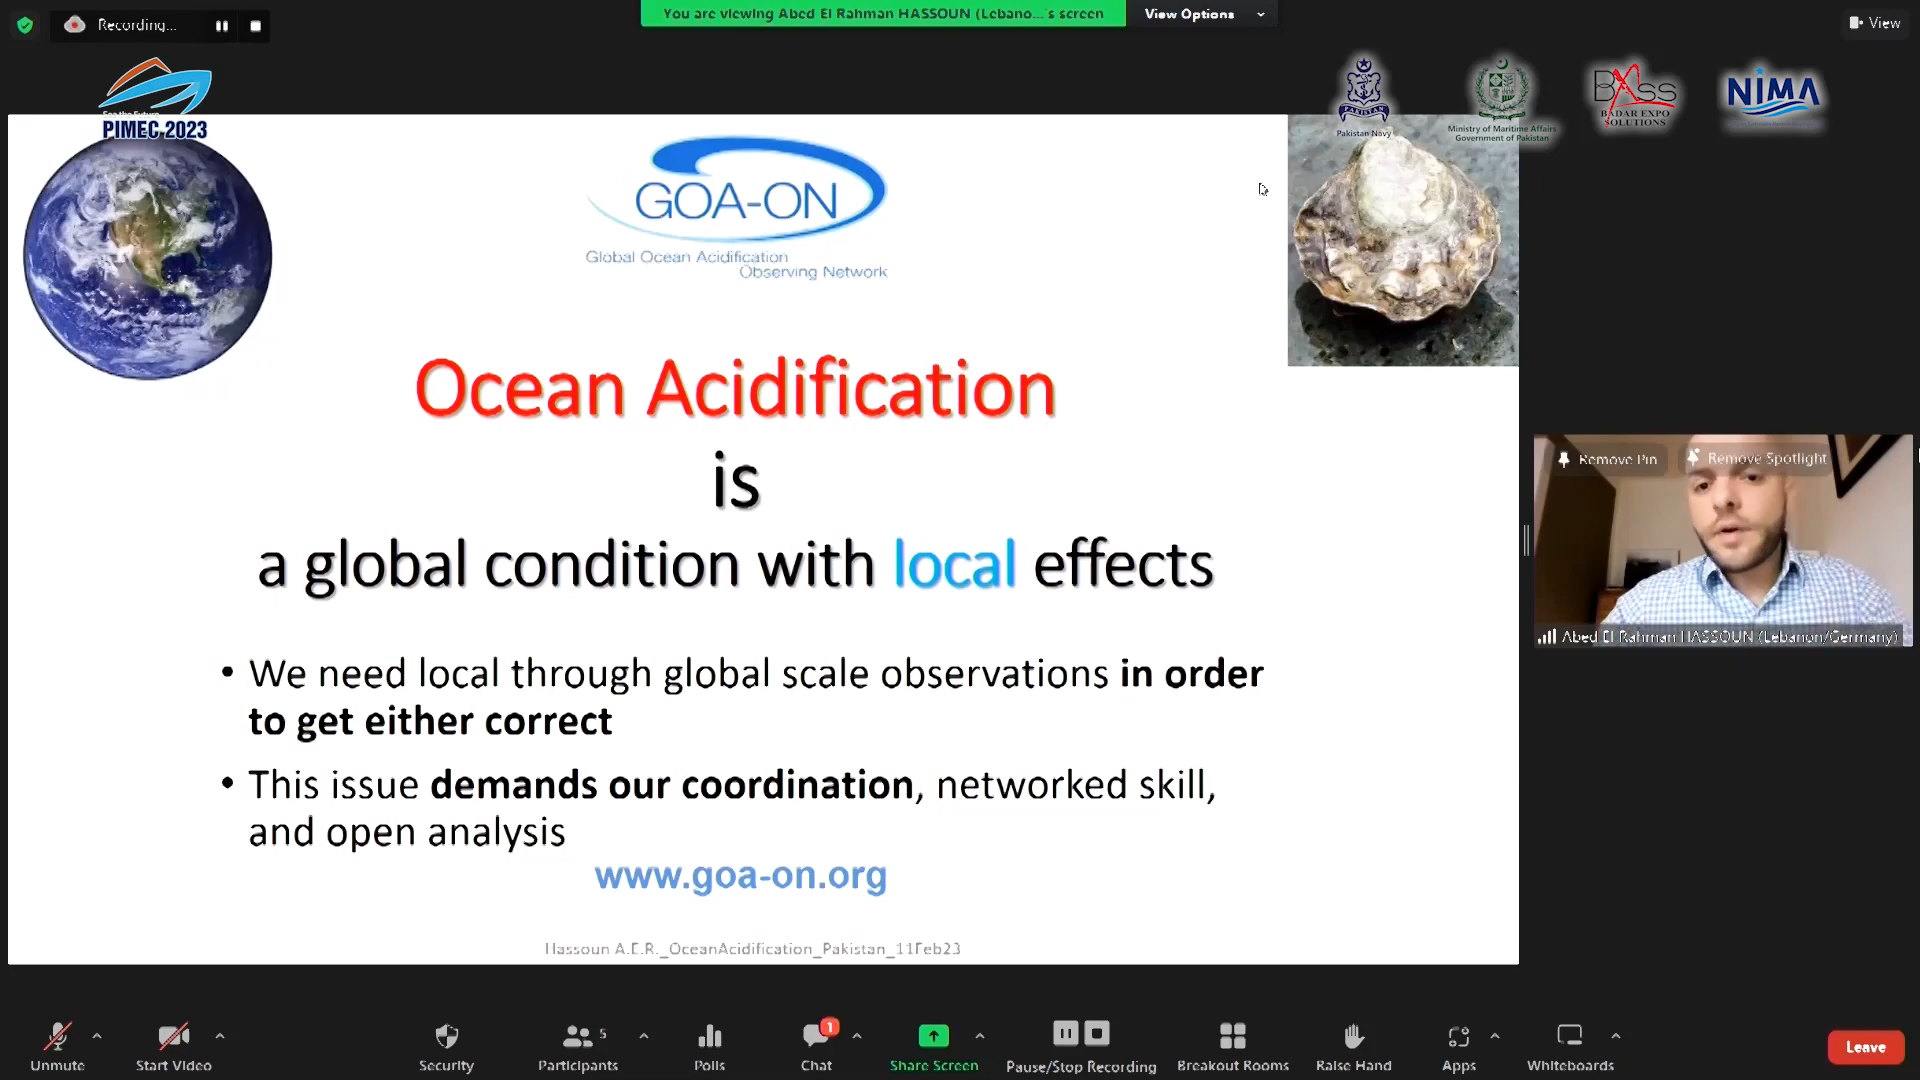 Recording...
You are viewing Abed El Rahman HASSOUN (Lebano...'s screen
View Options
View
PIMEC-2023
Pakistan Navy
Ministry of Maritime Affairs
Government of Pakistan
BXSS
BADAR EXPO
SOLUTIONS
NIMA
GOA-ON
Global Ocean Acidification
Observing Network
Ocean Acidification
is
a global condition with local effects
• We need local through global scale observations in order
to get either correct
• This issue demands our coordination, networked skill,
and open analysis
www.goa-on.org
Hassoun A.E.R._OceanAcidification_Pakistan_11Feb23
Remove Pin
Remove Spotlight
Abed El Rahman HASSOUN (Lebanon/Germany)
Unmute
Start Video
Security
5
Participants
Polls
1
Chat
Share Screen
Pause/Stop Recording
Breakout Rooms
Raise Hand
Apps
Whiteboards
Leave